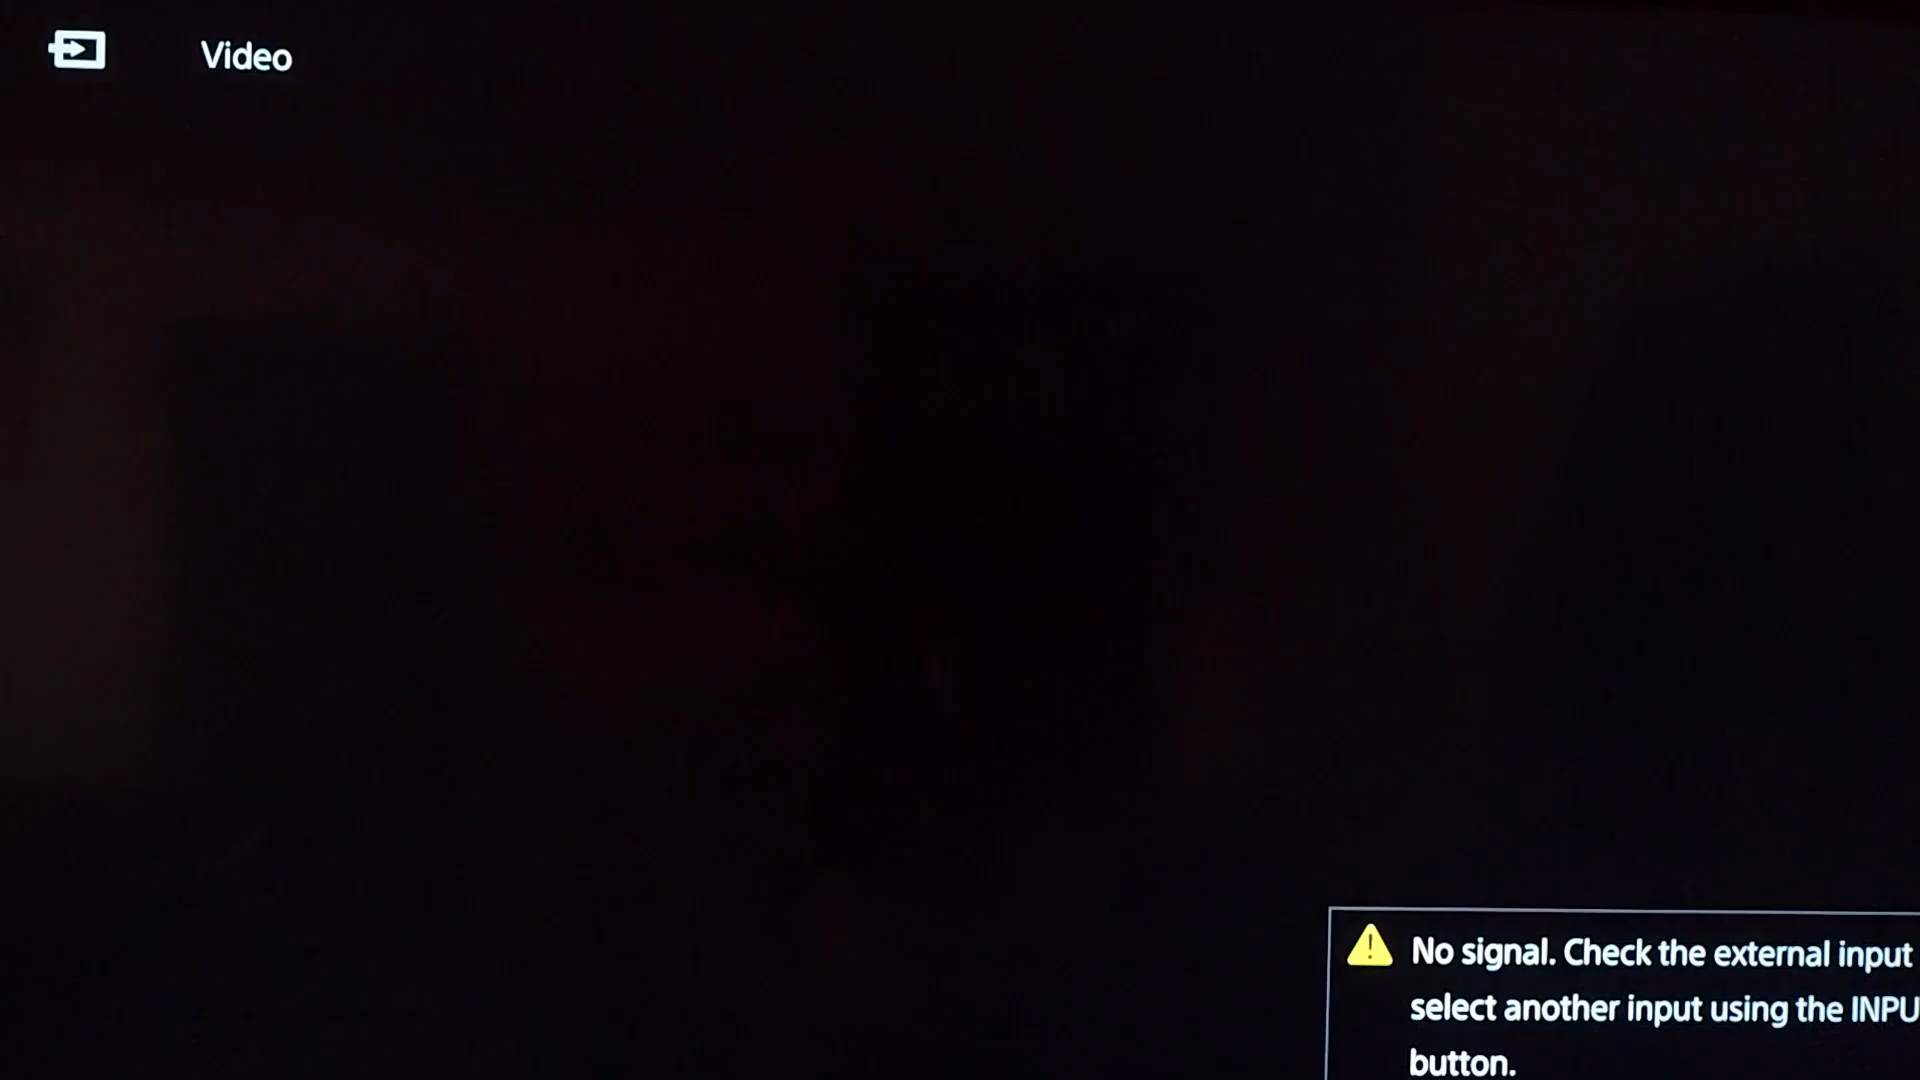 Video
No signal. Check the external input
select another input using the INPU
button.